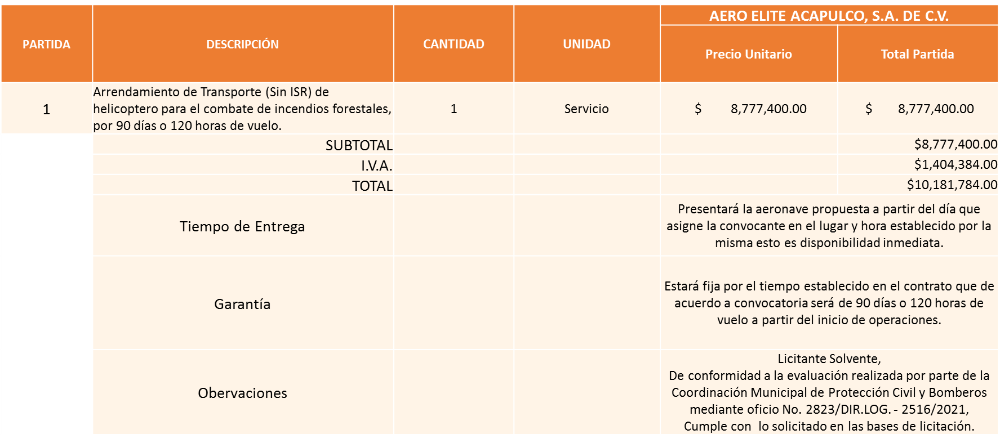 AERO ELITE ACAPULCO, S.A. DE C.V.
PARTIDA DESCRIPCIÓN CANTIDAD UNIDAD Precio Unitario Total Partida
Arrendamiento de Transporte (Sin ISR) de
1 helicoptero para el combate de incendios forestales, 1 Servicio $ 8,777,400.00 $ 8,777,400.00
por 90 días o 120 horas de vuelo.
SUBTOTAL $8,777,400.00
I.V.A. $1,404,384.00
TOTAL $10,181,784.00
Tiempo de Entrega
Presentará la aeronave propuesta a partir del día que
asigne la convocante en el lugar y hora establecido por la
misma esto es disponibilidad inmediata.
Garantía
Estará fija por el tiempo establecido en el contrato que de
acuerdo a convocatoria será de 90 días o 120 horas de
vuelo a partir del inicio de operaciones.
Obervaciones
Licitante Solvente,
De conformidad a la evaluación realizada por parte de la
Coordinación Municipal de Protección Civil y Bomberos
mediante oficio No. 2823/DIR.LOG. - 2516/2021,
Cumple con  lo solicitado en las bases de licitación.